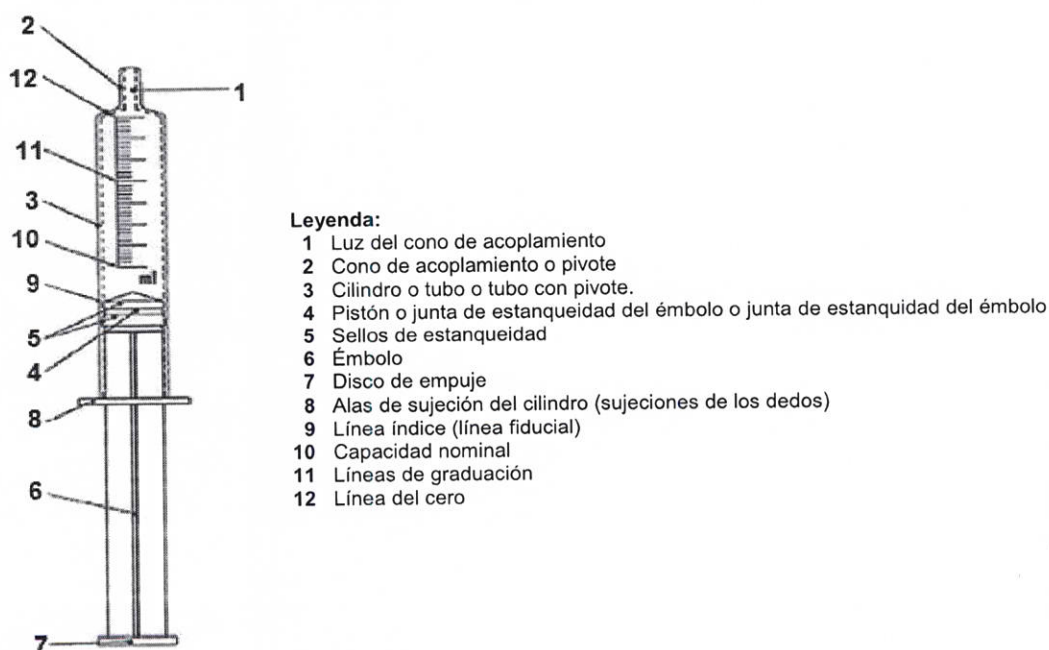 2
12
1
11
3
10
ml
9
5
4
8
6
7
Leyenda:
1 Luz del cono de acoplamiento
2 Cono de acoplamiento o pivote
3 Cilindro o tubo o tubo con pivote.
4 Pistón o junta de estanqueidad del émbolo o junta de estanquidad del émbolo
5 Sellos de estanqueidad
6 Émbolo
7 Disco de empuje
8 Alas de sujeción del cilindro (sujeciones de los dedos)
9 Línea índice (línea fiducial)
10 Capacidad nominal
11 Líneas de graduación
12 Línea del cero